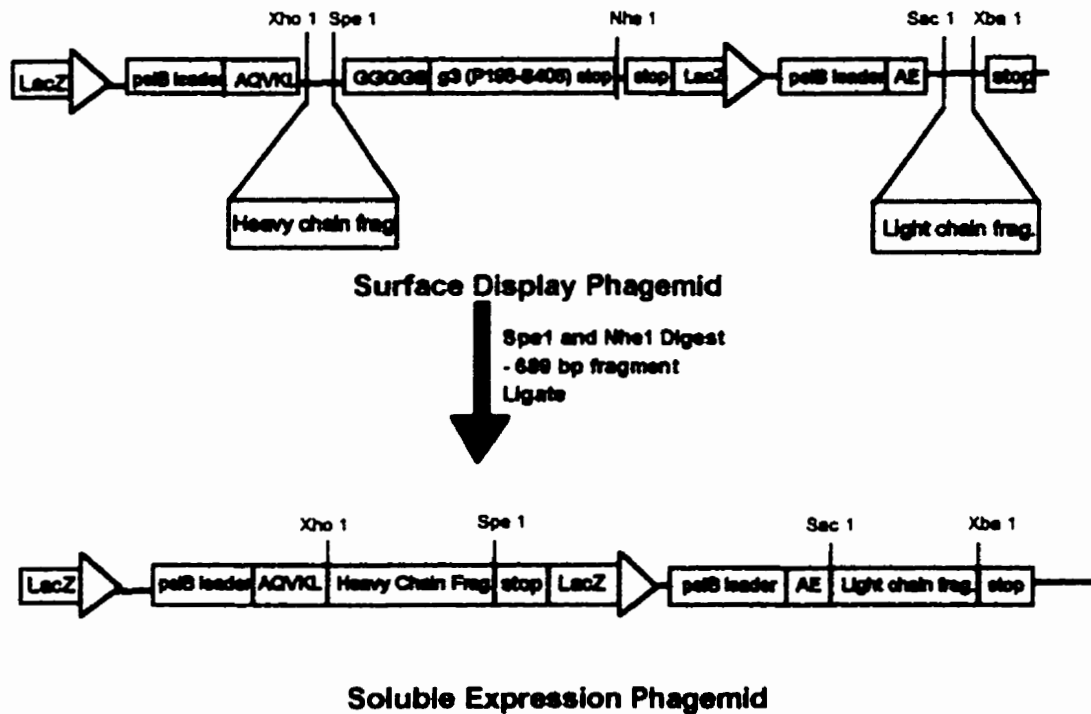 Xho 1 Spe 1 Nhe 1 Sac 1 Xba 1
LacZ pelB leader AQVKL GGGGS g3 (P198-S406) stop stop LacZ pelB leader AE stop
Heavy chain frag Light chain frag.
Surface Display Phagemid
Spe1 and Nhe1 Digest
- 689 bp fragment
Ligate
Xho 1 Spe 1 Sac 1 Xba 1
LacZ pelB leader AQVKL Heavy Chain Frag. stop LacZ pelB leader AE Light chain frag. stop
Soluble Expression Phagemid